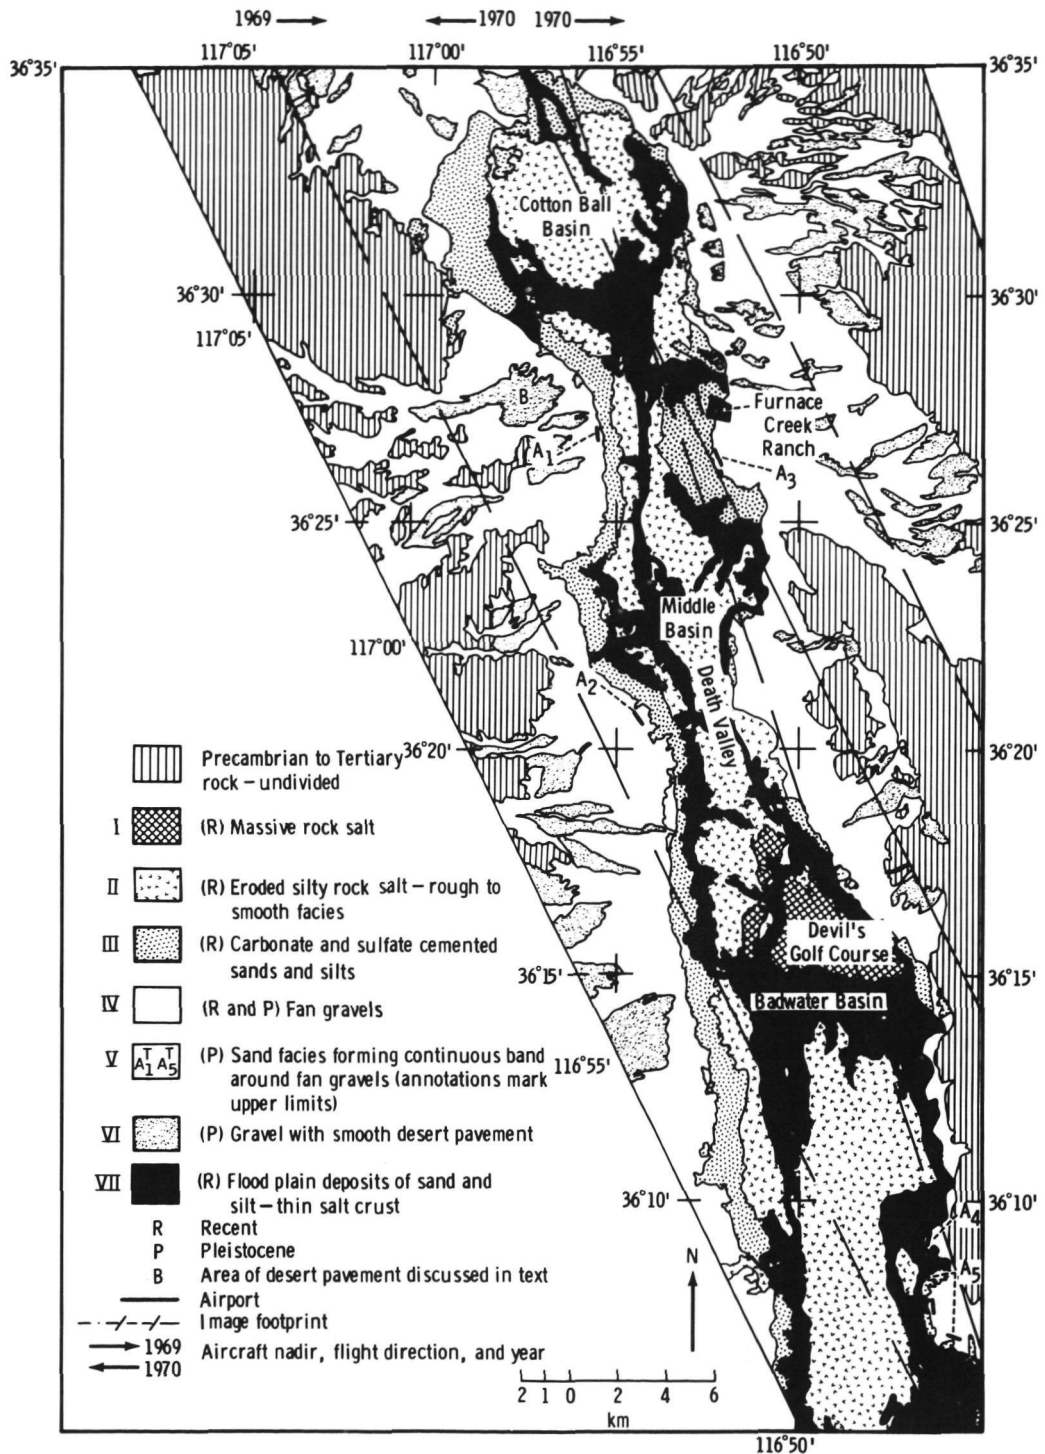 1969
1970
1970
117°05'
117°00'
116°55'
116°50'
36°35'
36°35'
Cotton Ball
Basin
36°30'
36°30'
117°05'
B
Furnace
Creek
Ranch
A1
A3
36°25'
36°25'
Middle
Basin
117°00'
A2
Death Valley
36°20'
36°20'
Precambrian to Tertiary
rock – undivided
I (R) Massive rock salt
II (R) Eroded silty rock salt – rough to
smooth facies
III (R) Carbonate and sulfate cemented
sands and silts
Devil's
Golf Course
36°15'
36°15'
IV (R and P) Fan gravels
Badwater Basin
V A1T A5T (P) Sand facies forming continuous band
around fan gravels (annotations mark
upper limits)
116°55'
VI (P) Gravel with smooth desert pavement
VII (R) Flood plain deposits of sand and
silt – thin salt crust
36°10'
36°10'
A4
A5
R Recent
P Pleistocene
B Area of desert pavement discussed in text
Airport
Image footprint
1969
1970
Aircraft nadir, flight direction, and year
N
2 1 0 2 4 6
km
116°50'